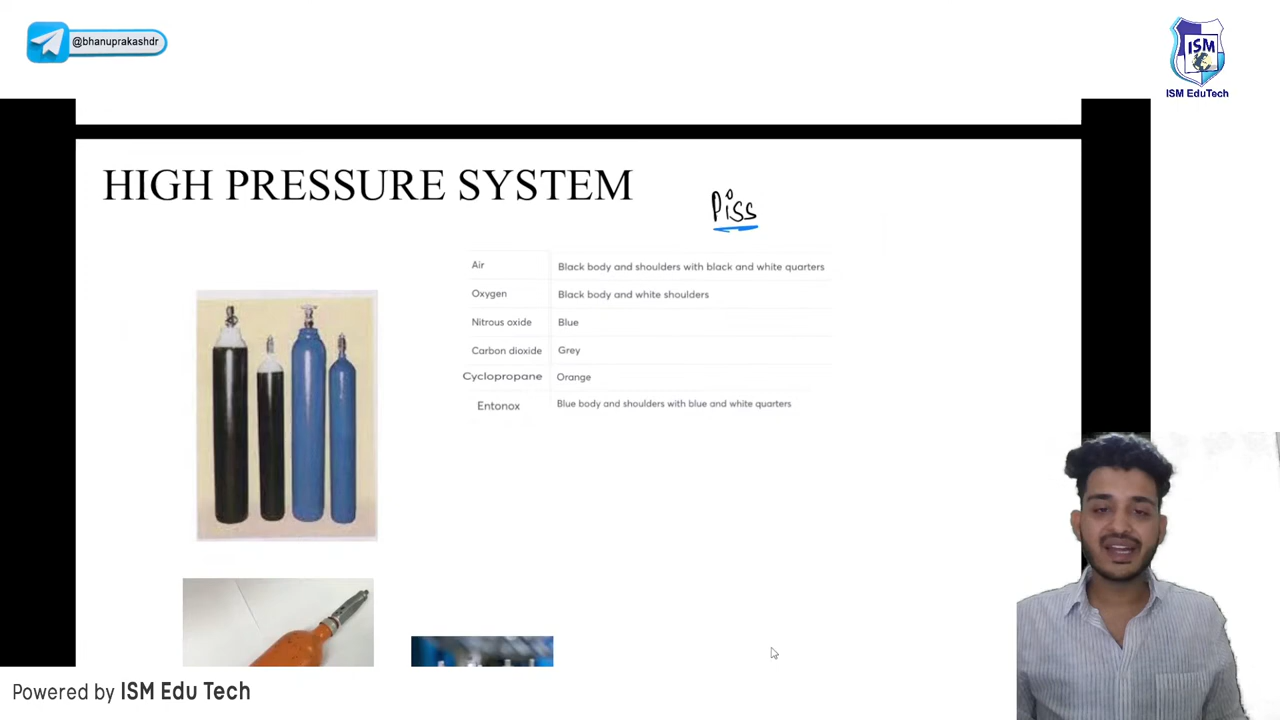 @bhanuprakashdr
ISM
ISM EduTech
HIGH PRESSURE SYSTEM
Piss
Air Black body and shoulders with black and white quarters
Oxygen Black body and white shoulders
Nitrous oxide Blue
Carbon dioxide Grey
Cyclopropane Orange
Entonox Blue body and shoulders with blue and white quarters
Powered by ISM Edu Tech